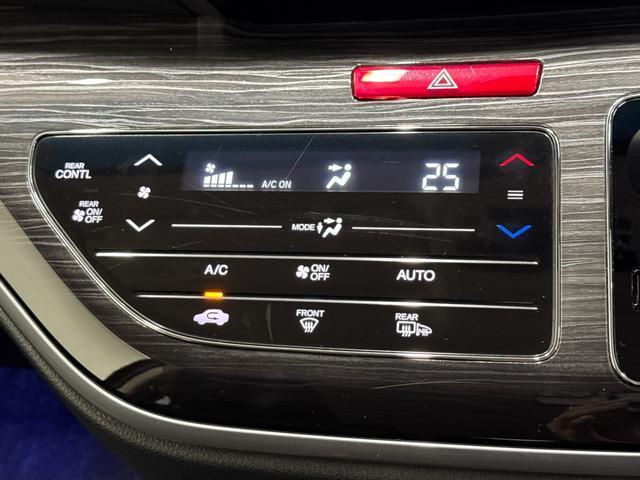 REAR
CONTL
A/C ON
25
REAR
ON/
OFF
MODE
A/C
ON/
OFF
AUTO
FRONT
REAR